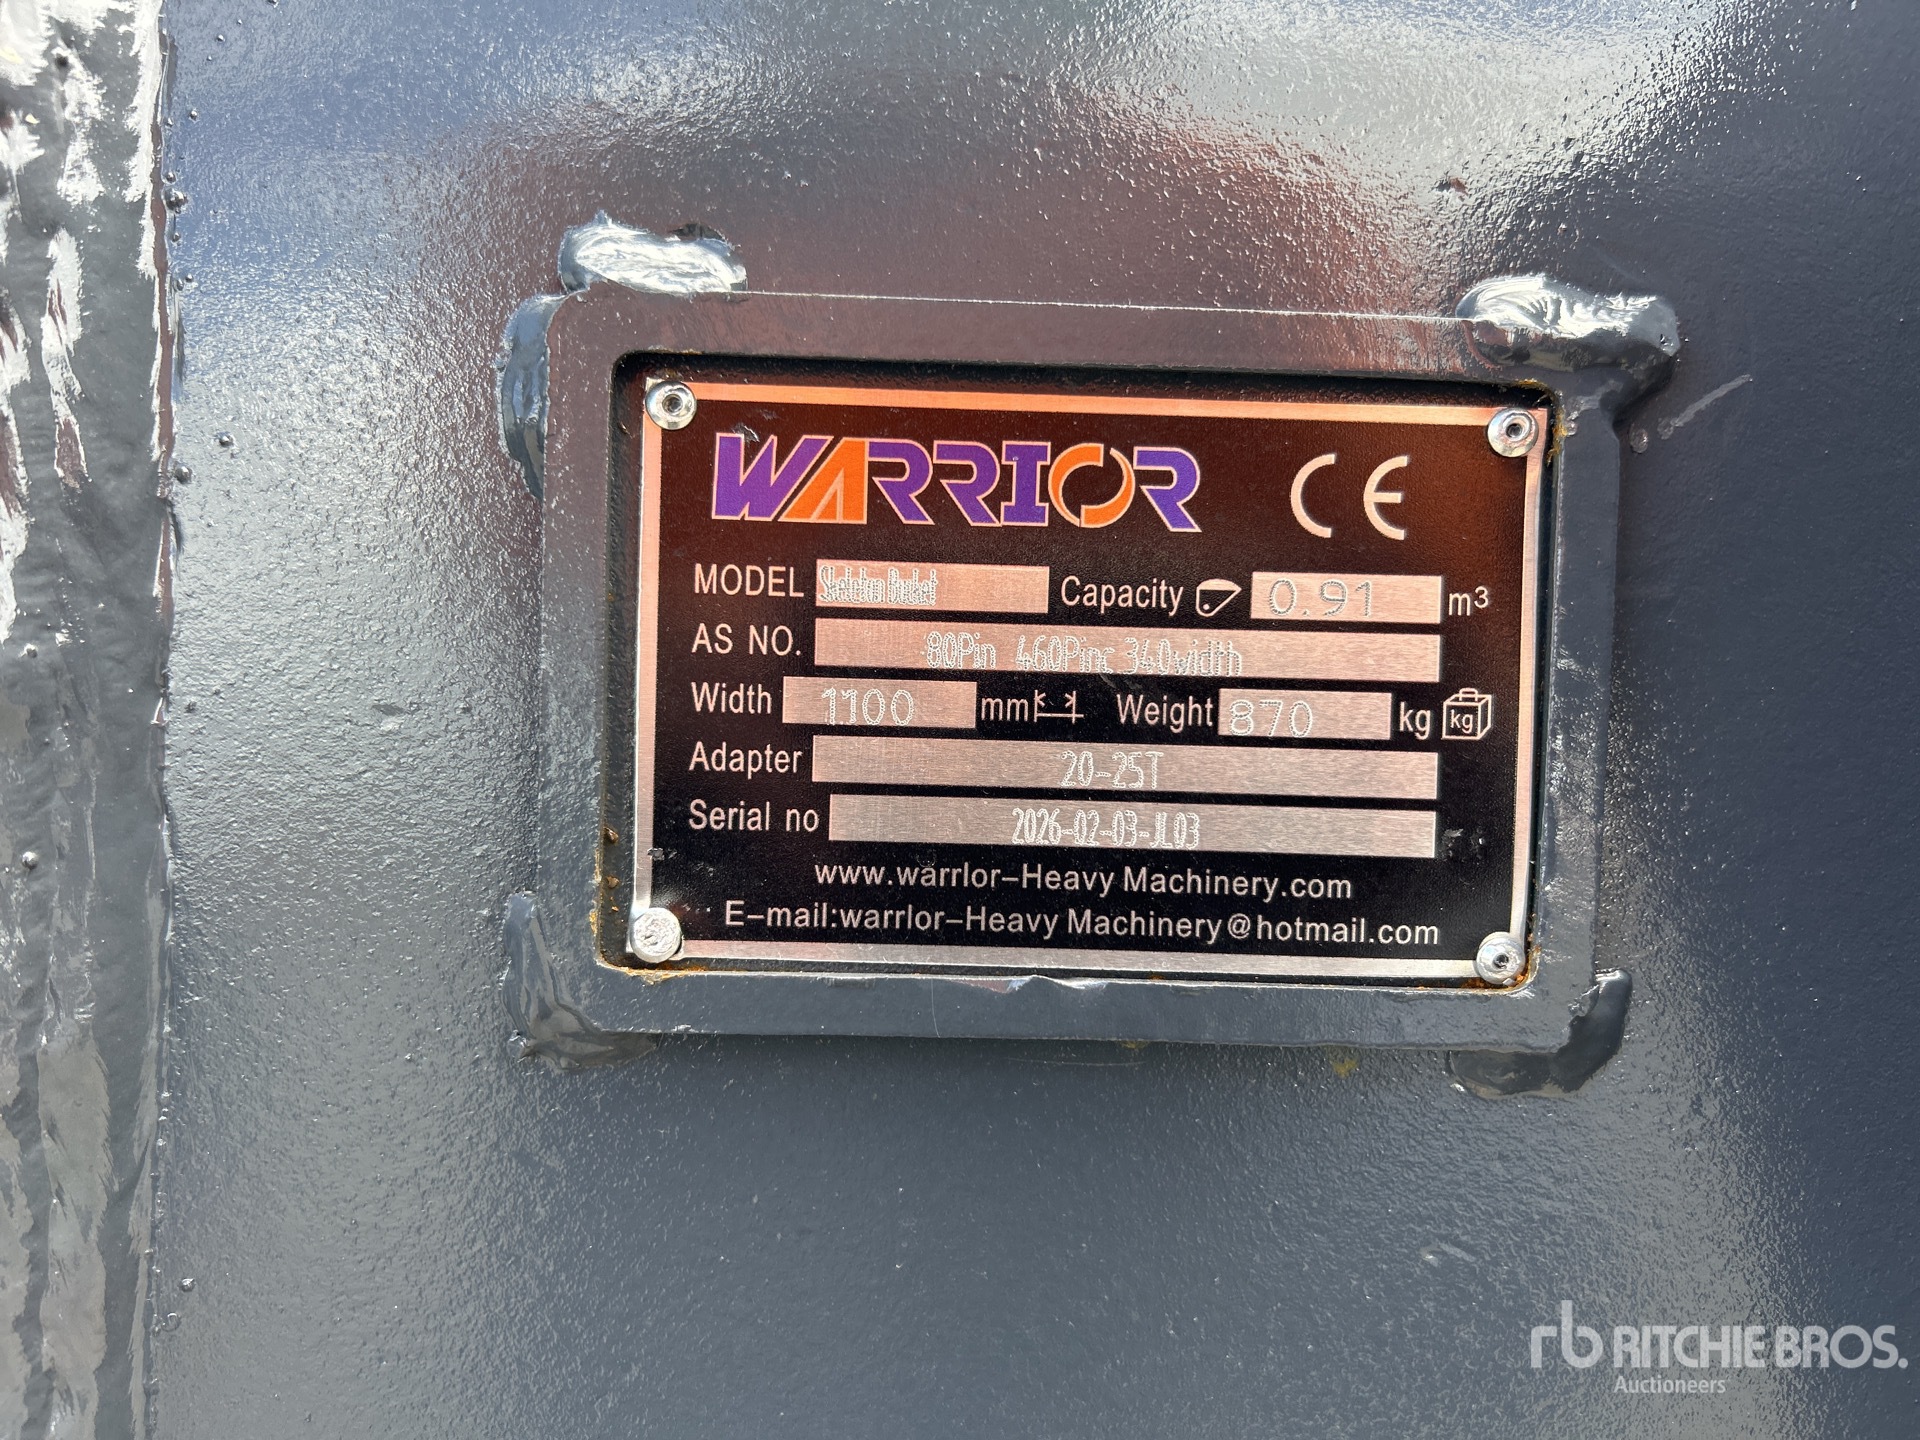 WARRIOR CE
MODEL Skeleton Bucket Capacity 0.91 m³
AS NO. 80Pin 460Pinc 340width
Width 1100 mm Weight 870 kg kg
Adapter 20-25T
Serial no 2026-02-03-JL03
www.warrlor-Heavy Machinery.com
E-mail:warrlor-Heavy Machinery@hotmail.com
rb RITCHIE BROS.
Auctioneers